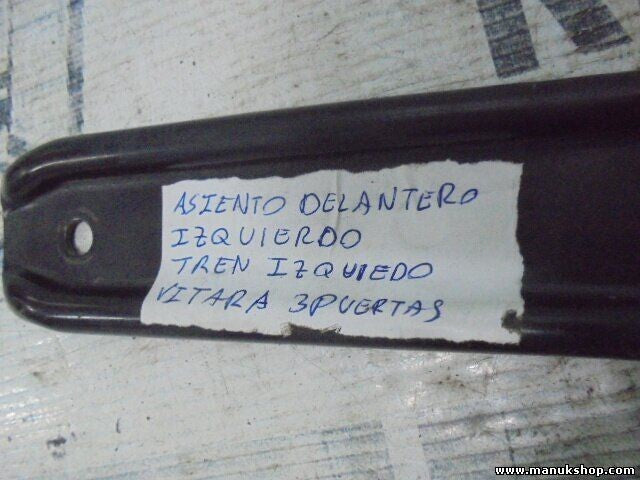 ASIENTO DELANTERO
IZQUIERDO
TREN IZQUIEDO
VITARA 3PUERTAS
www.manukshop.com